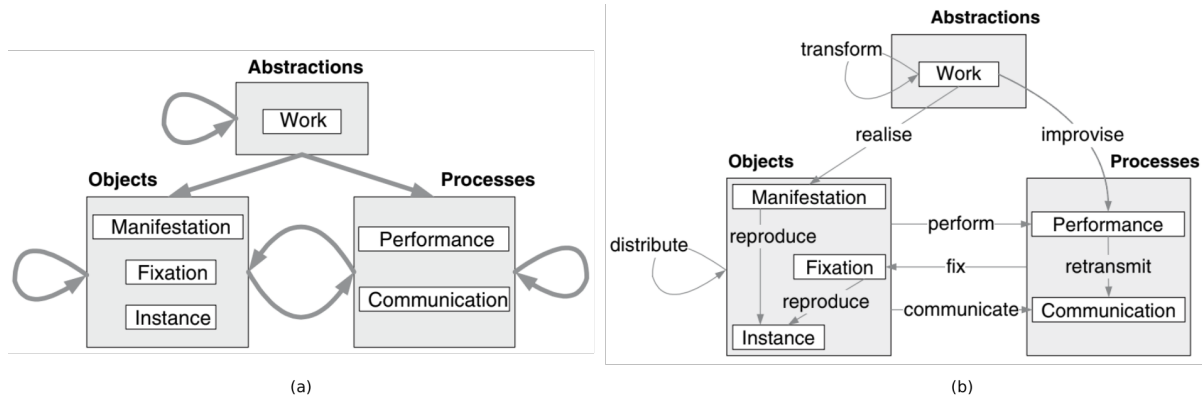 Abstractions
Work
Objects
Processes
Manifestation
Performance
Fixation
Communication
Instance
(a)
Abstractions
transform
Work
realise
improvise
Objects
Processes
Manifestation
perform
Performance
reproduce
distribute
Fixation
fix
retransmit
reproduce
communicate
Communication
Instance
(b)